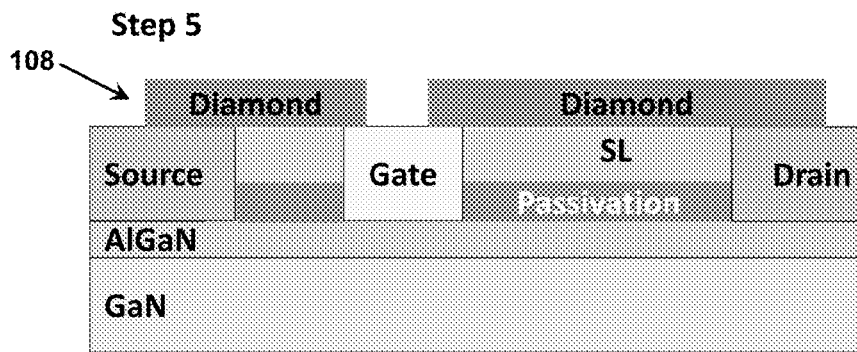 Step 5
108
Diamond Diamond
SL
Source Gate Drain
Passivation
AlGaN
GaN